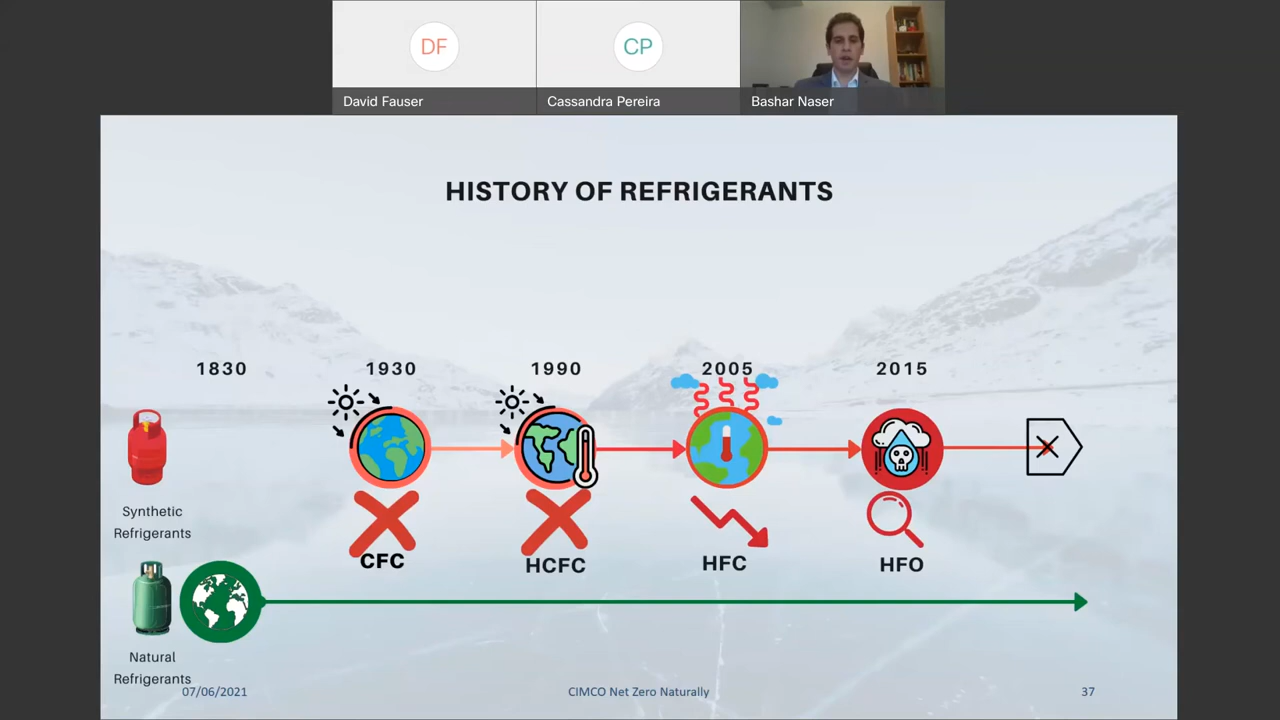 DF
CP
David Fauser
Cassandra Pereira
Bashar Naser
HISTORY OF REFRIGERANTS
1830
1930
1990
2005
2015
Synthetic
Refrigerants
CFC
HCFC
HFC
HFO
Natural
Refrigerants
07/06/2021
CIMCO Net Zero Naturally
37